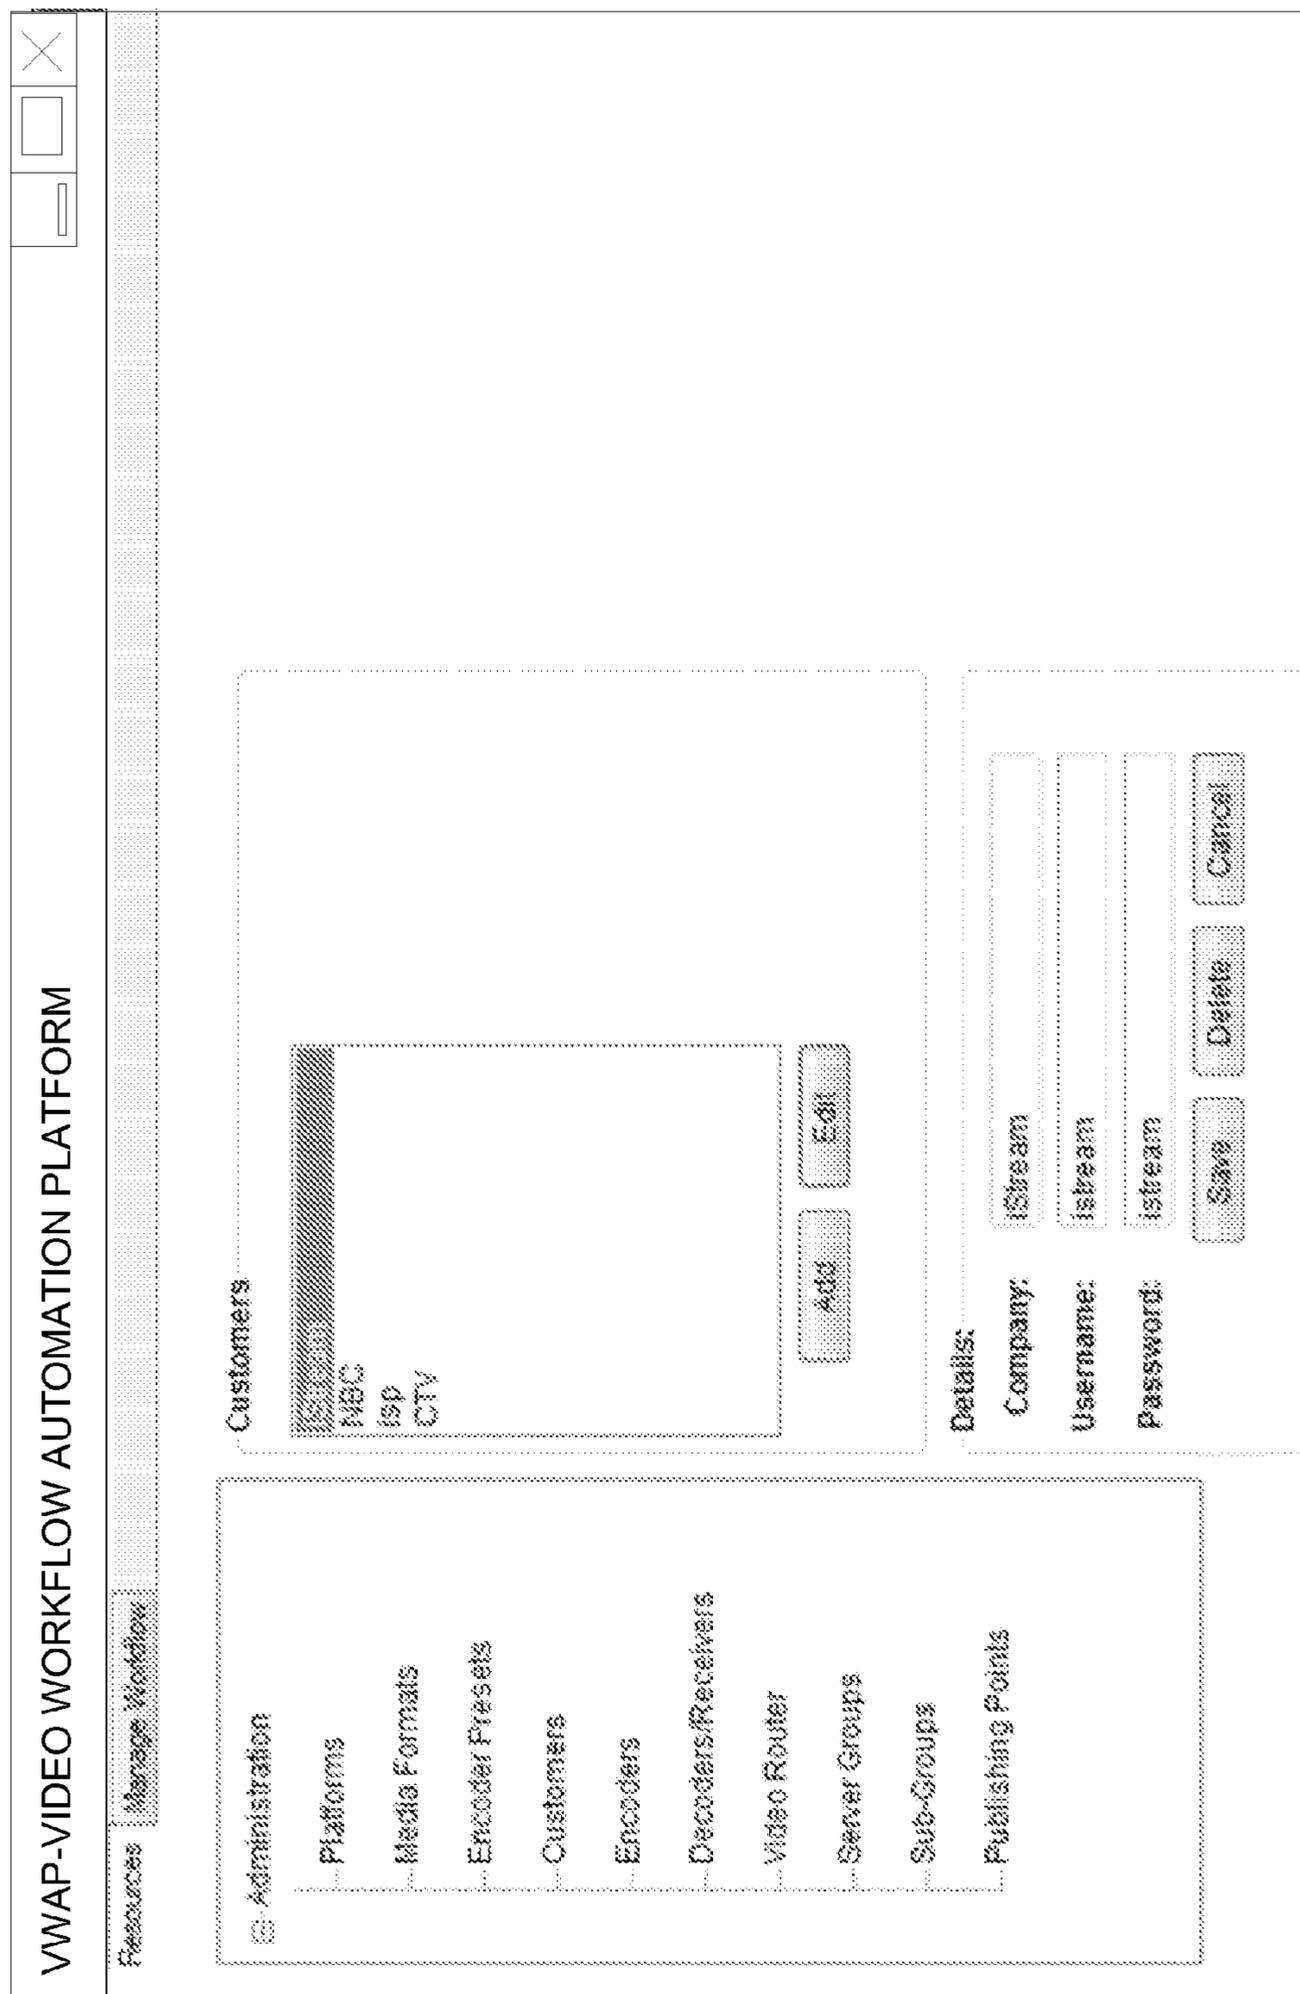 VWAP-VIDEO WORKFLOW AUTOMATION PLATFORM
Resources Manage Workflow
Administration
Platforms
Media Formats
Encoder Presets
Customers
Encoders
Decoders/Receivers
Video Router
Server Groups
Sub-Groups
Publishing Points
Customers
NBC
isp
CTV
Add Edit
Details:
Company: iStream
Username: istream
Password: istream
Save Delete Cancel